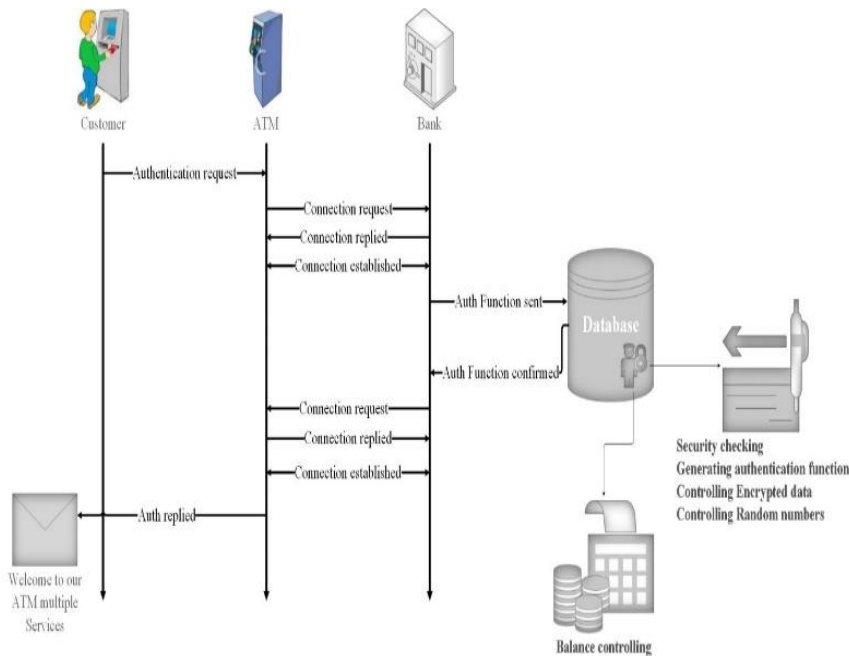 Customer
ATM
Bank
Authentication request
Connection request
Connection replied
Connection established
Auth Function sent
Database
Auth Function confirmed
Connection request
Connection replied
Connection established
Auth replied
Security checking
Generating authentication function
Controlling Encrypted data
Controlling Random numbers
Welcome to our
ATM multiple
Services
Balance controlling